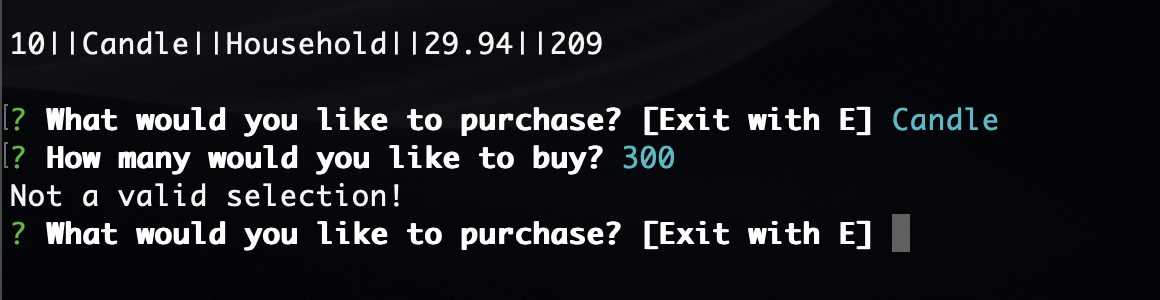 10||Candle||Household||29.94||209
[? What would you like to purchase? [Exit with E] Candle
[? How many would you like to buy? 300
Not a valid selection!
? What would you like to purchase? [Exit with E]